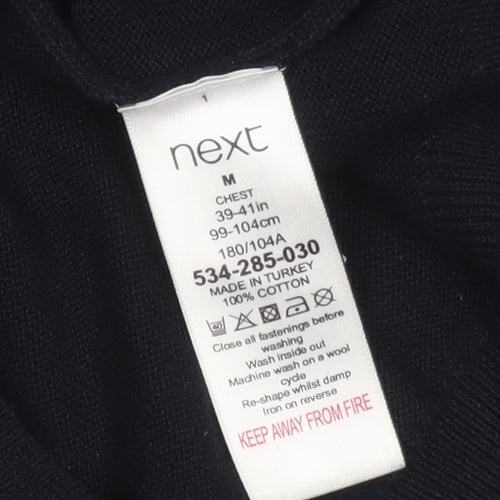 1
next
M
CHEST
39-41in
99-104cm
180/104A
534-285-030
MADE IN TURKEY
100% COTTON
40
Close all fastenings before
washing
Wash inside out
Machine wash on a wool
cycle
Re-shape whilst damp
Iron on reverse
KEEP AWAY FROM FIRE